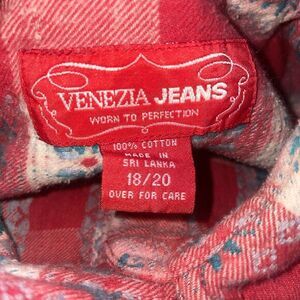 VENEZIA JEANS
WORN TO PERFECTION
100% COTTON
MADE IN
SRI LANKA
18/20
OVER FOR CARE